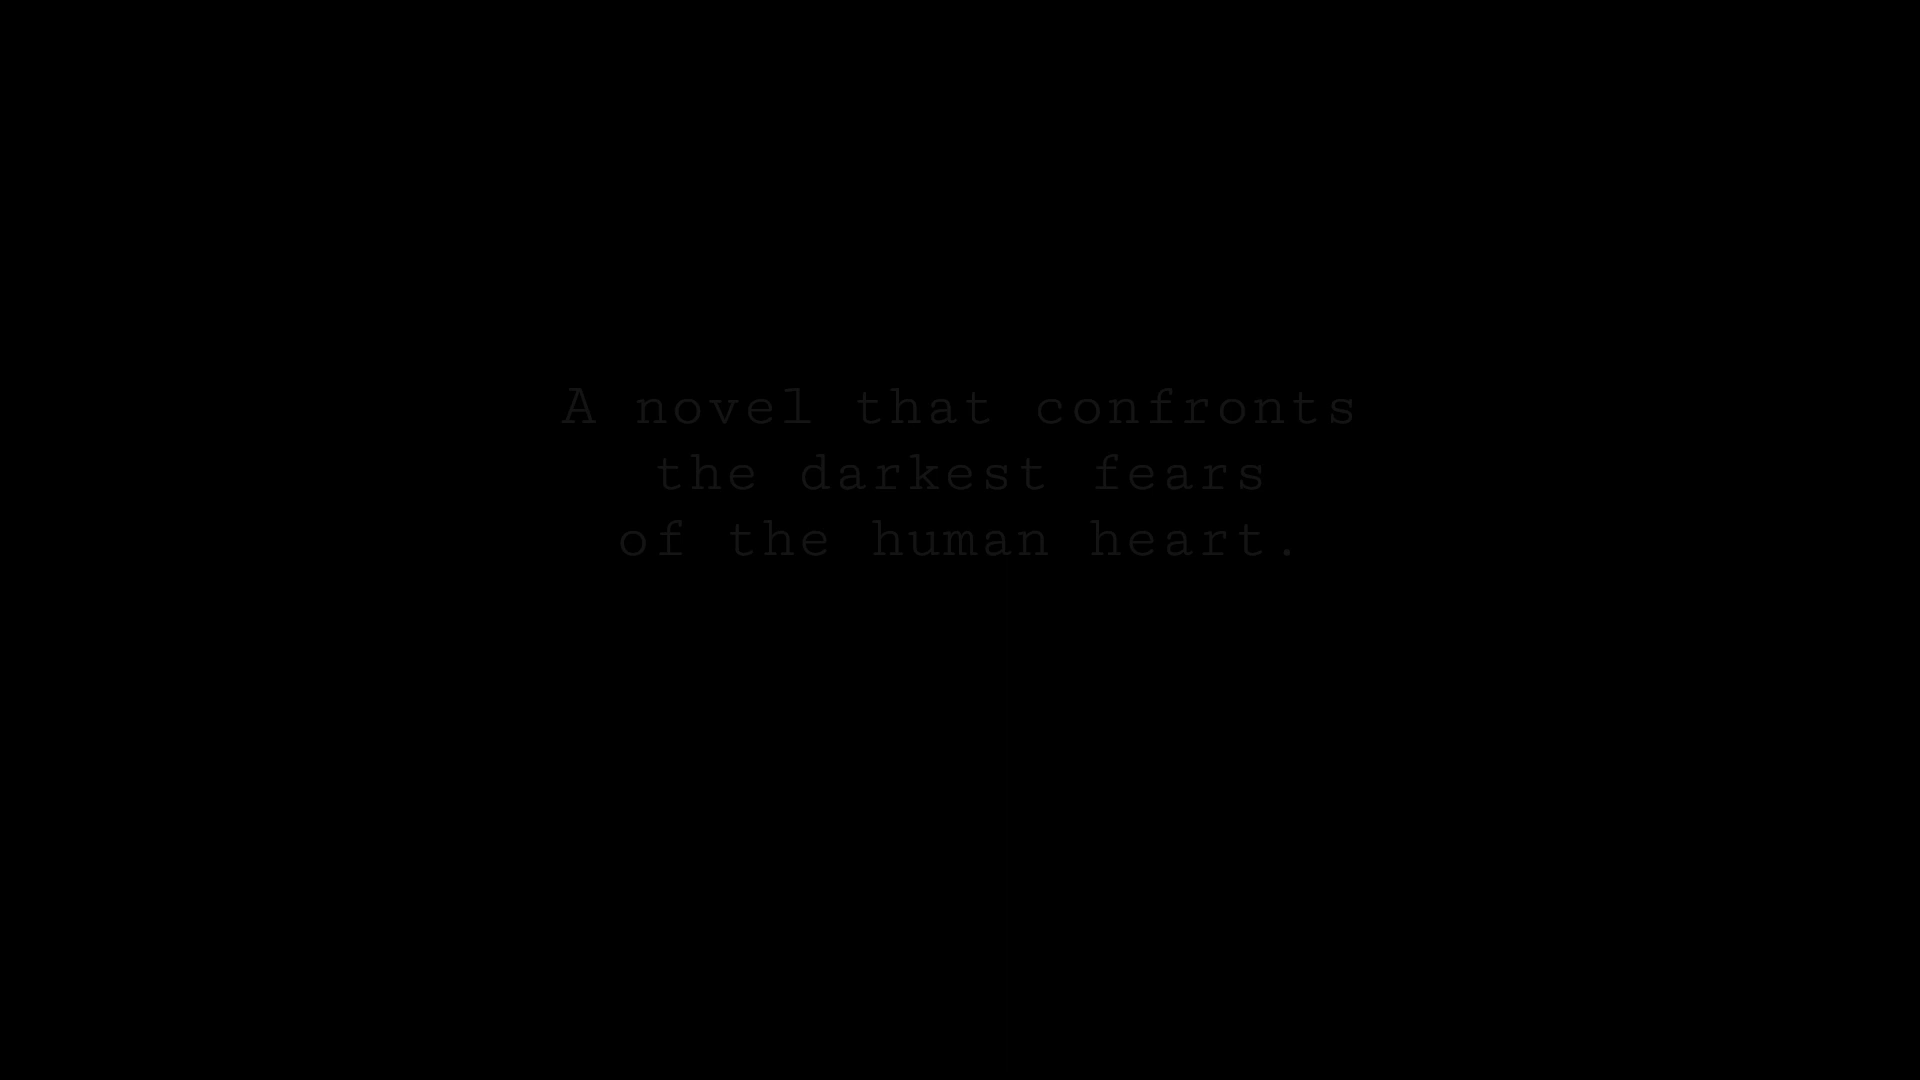 A novel that confronts
the darkest fears
of the human heart.